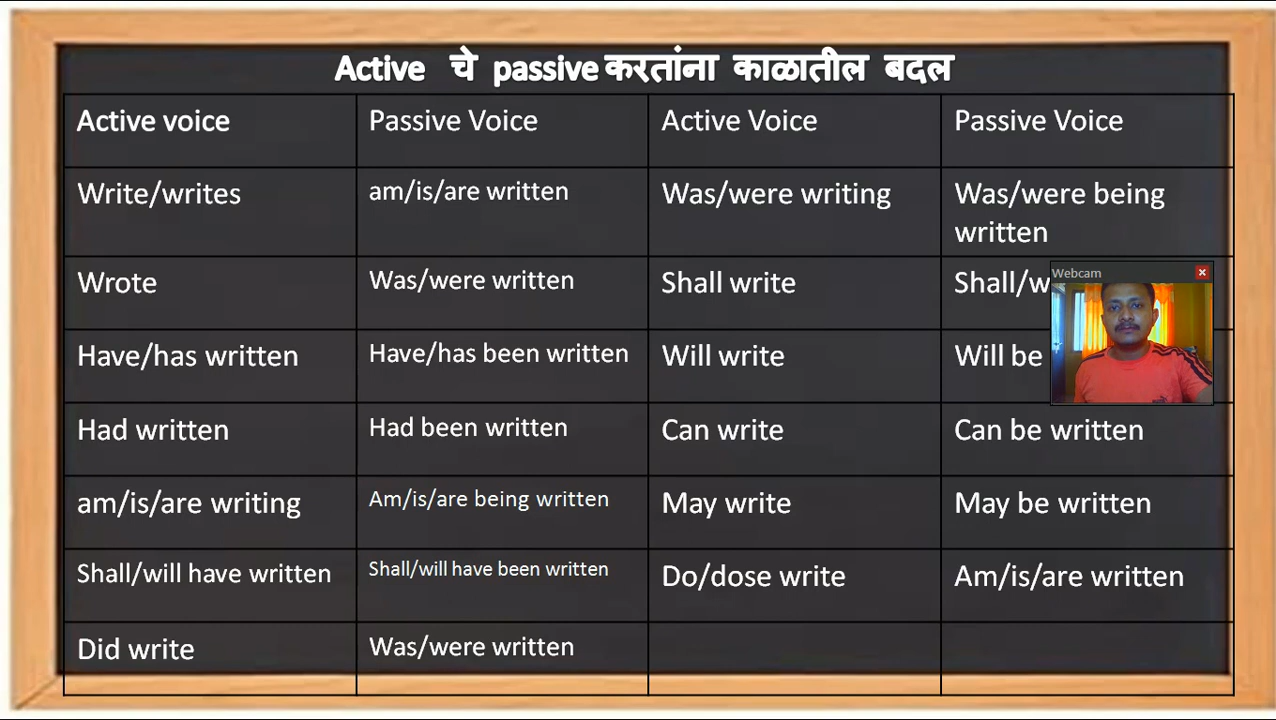 Active चे passive करतांना काळातील बदल
Active voice Passive Voice Active Voice Passive Voice
Write/writes am/is/are written Was/were writing Was/were being
written
Wrote Was/were written Shall write
Webcam
Have/has written Have/has been written Will write Will be
Had written Had been written Can write Can be written
am/is/are writing Am/is/are being written May write May be written
Shall/will have written Shall/will have been written Do/dose write Am/is/are written
Did write Was/were written